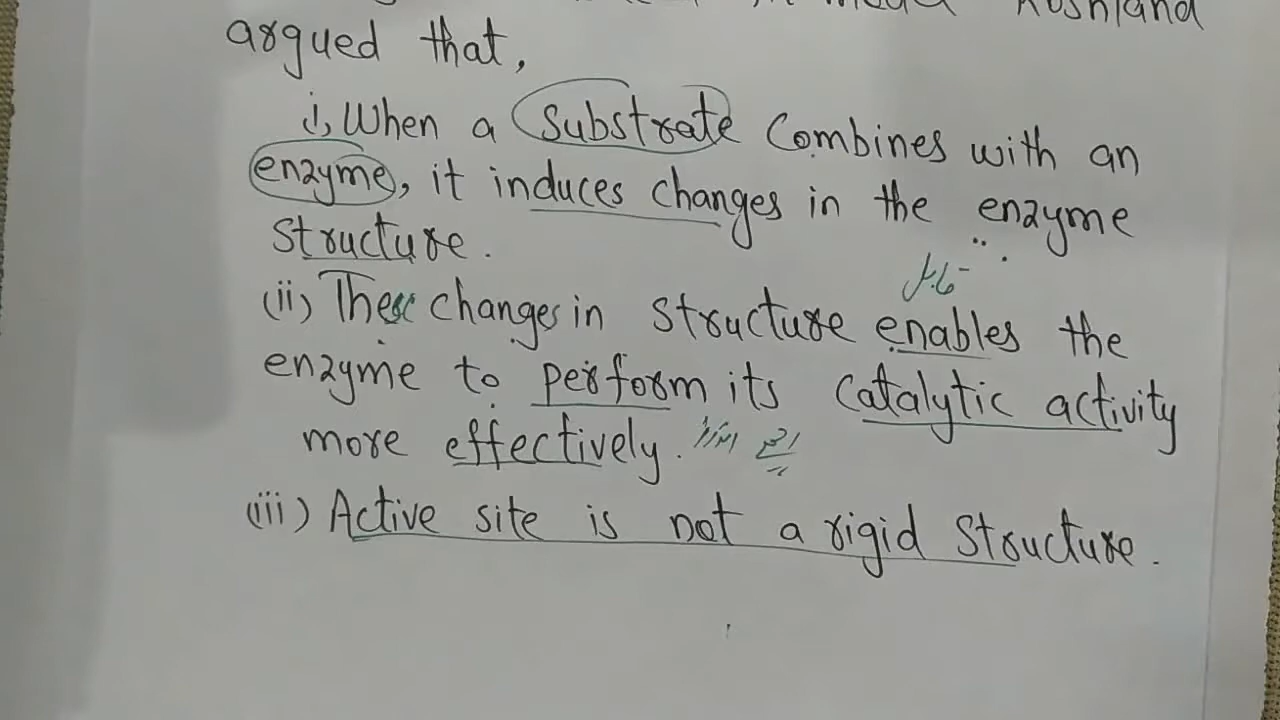 Koshland
argued that,
i, When a substrate combines with an
enzyme, it induces changes in the enzyme
structure.
(ii) These changes in structure enables the
enzyme to perform its catalytic activity
more effectively.
(iii) Active site is not a rigid structure.